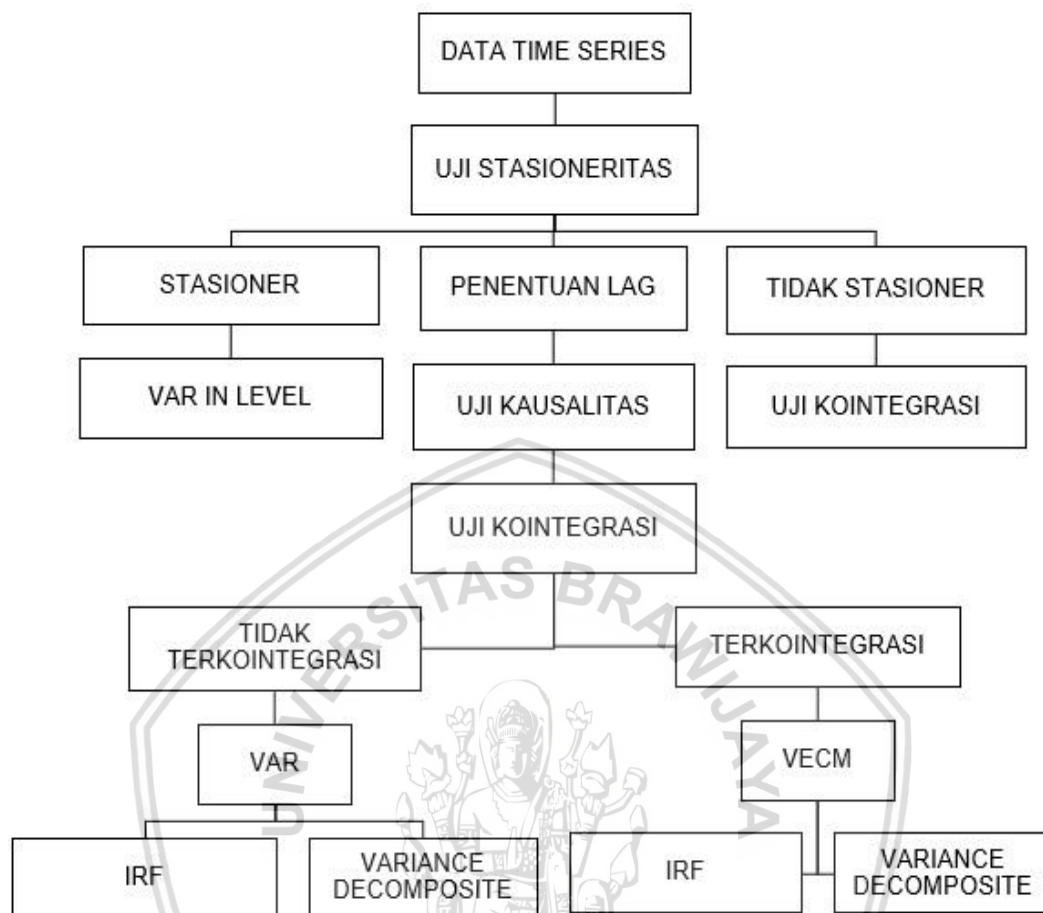 DATA TIME SERIES
UJI STASIONERITAS
STASIONER
PENENTUAN LAG
TIDAK STASIONER
VAR IN LEVEL
UJI KAUSALITAS
UJI KOINTEGRASI
UJI KOINTEGRASI
UNIVERSITAS BRAWIJAYA
TIDAK
TERKOINTEGRASI
TERKOINTEGRASI
VAR
VECM
IRF
VARIANCE
DECOMPOSITE
IRF
VARIANCE
DECOMPOSITE